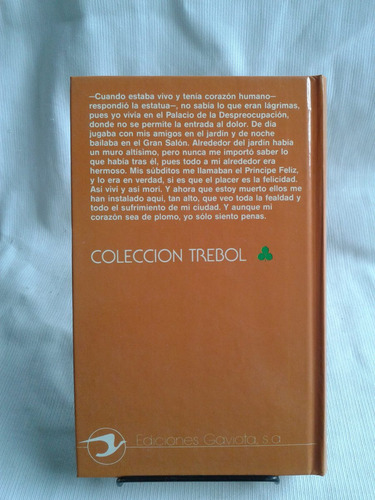 —Cuando estaba vivo y tenía corazón humano—
respondió la estatua—, no sabía lo que eran lágrimas,
pues yo vivía en el Palacio de la Despreocupación,
donde no se permite la entrada al dolor. De día
jugaba con mis amigos en el jardín y de noche
bailaba en el Gran Salón. Alrededor del jardín había
un muro altísimo, pero nunca me importó saber lo
que había tras él, pues todo a mi alrededor era
hermoso. Mis súbditos me llamaban el Príncipe Feliz,
y lo era en verdad, si es que el placer es la felicidad.
Así viví y así morí. Y ahora que estoy muerto ellos me
han instalado aquí, tan alto, que veo toda la fealdad y
todo el sufrimiento de mi ciudad. Y aunque mi
corazón sea de plomo, yo sólo siento penas.
COLECCION TREBOL
Ediciones Gaviota, s.a.